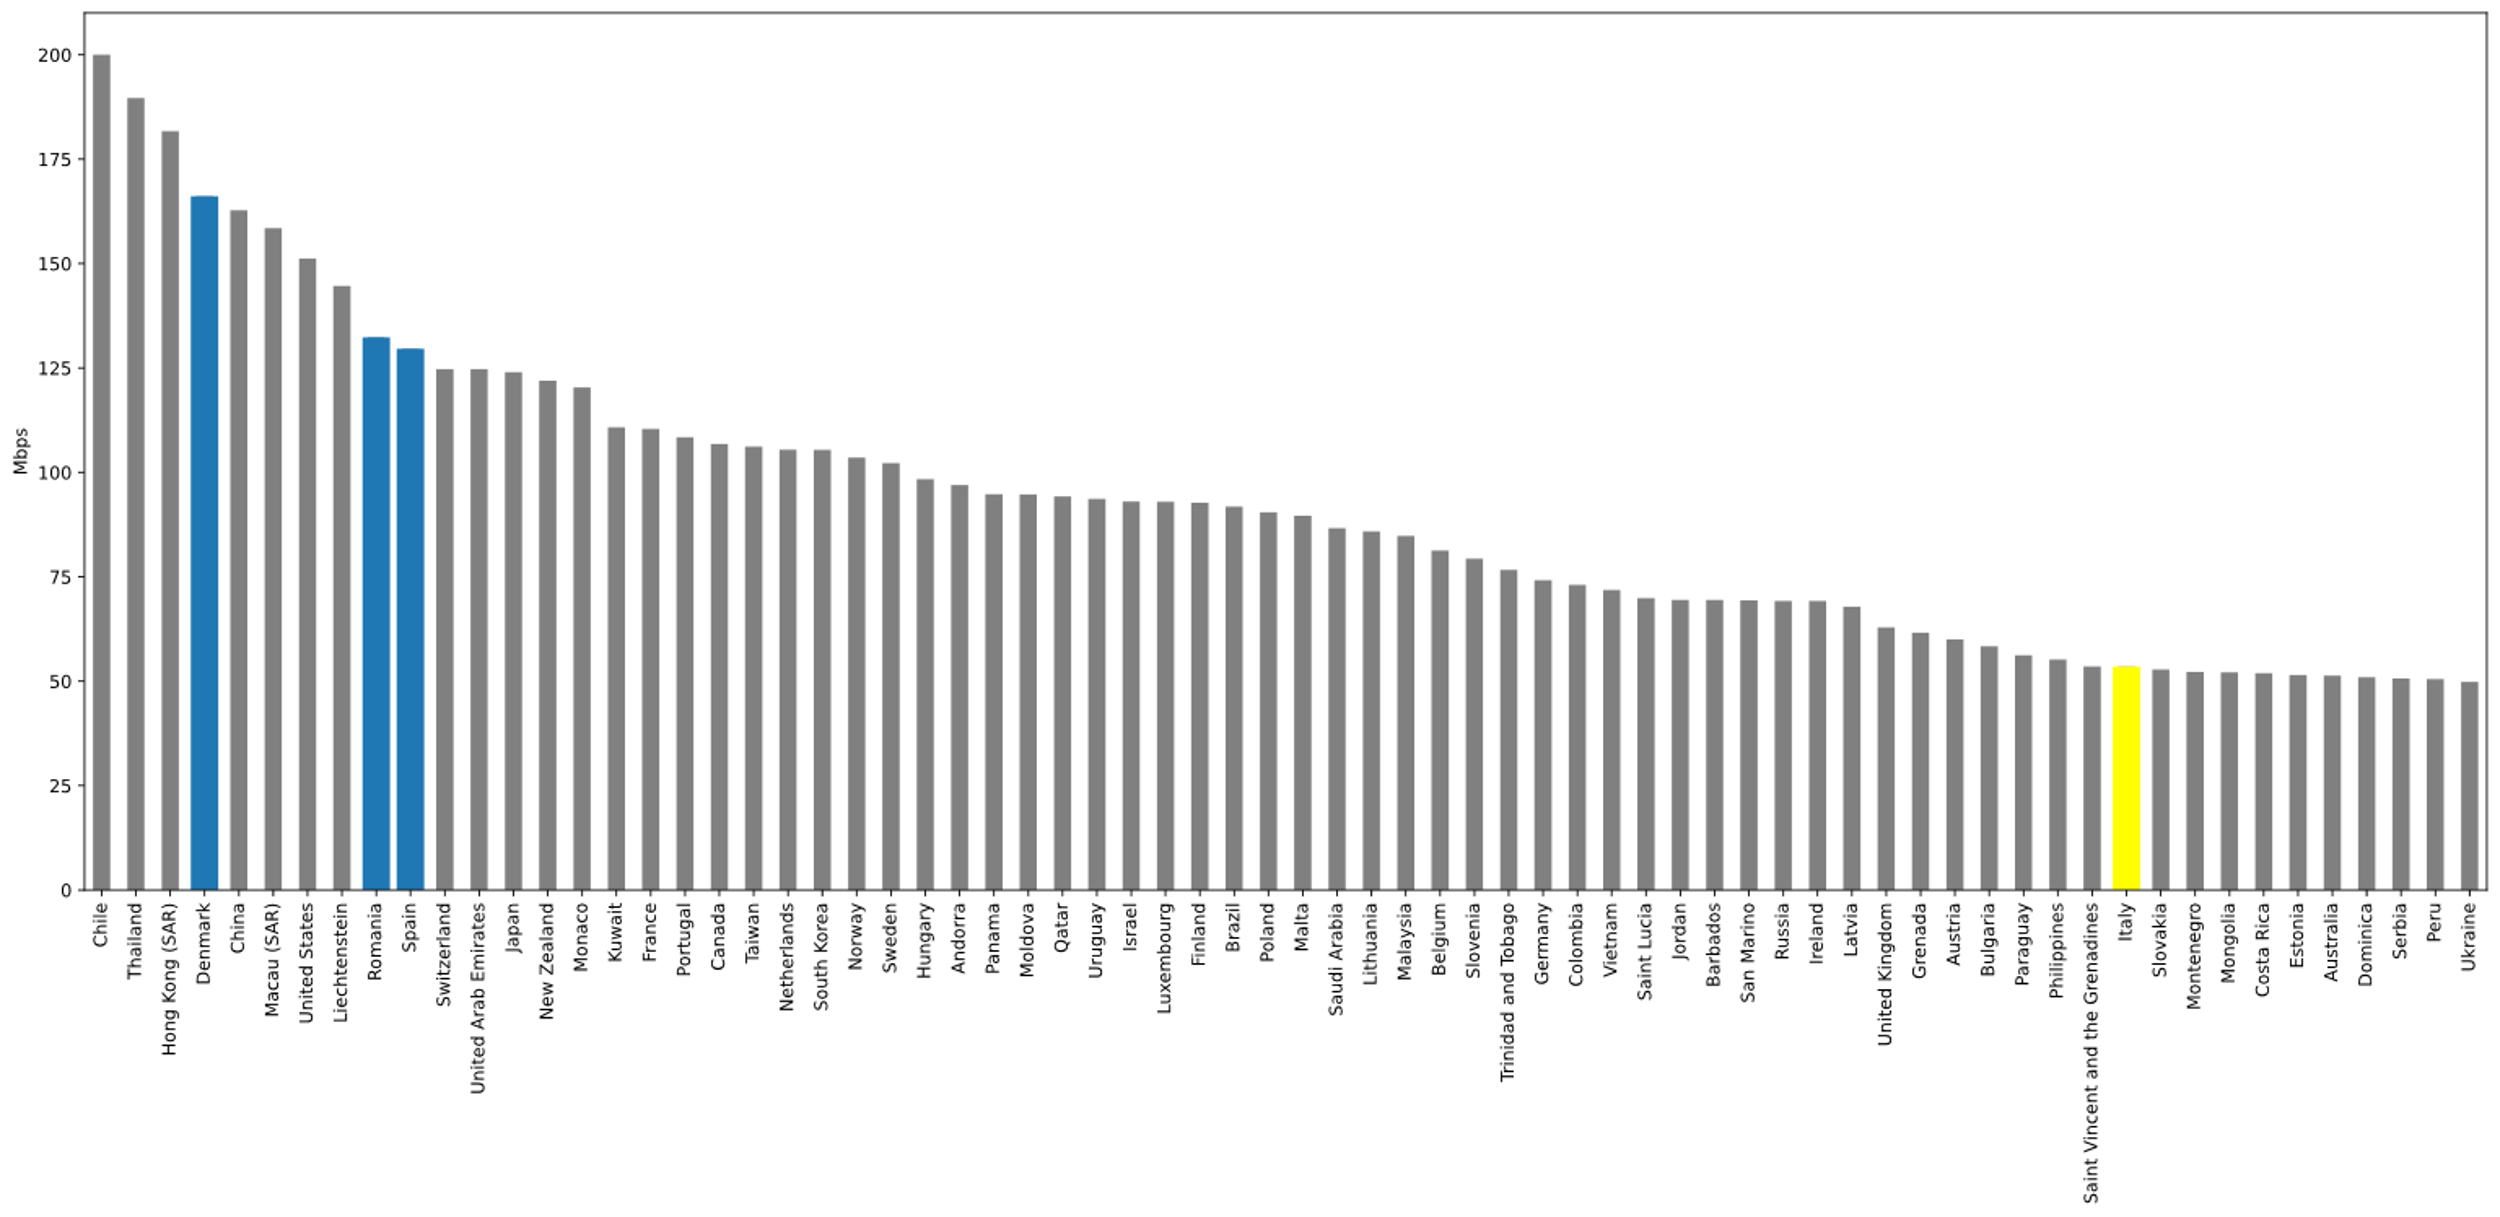 200
175
150
125
100
75
50
25
0
Mbps
Chile
Thailand
Hong Kong (SAR)
Denmark
China
Macau (SAR)
United States
Liechtenstein
Romania
Spain
Switzerland
United Arab Emirates
Japan
New Zealand
Monaco
Kuwait
France
Portugal
Canada
Taiwan
Netherlands
South Korea
Norway
Sweden
Hungary
Andorra
Panama
Moldova
Qatar
Uruguay
Israel
Luxembourg
Finland
Brazil
Poland
Malta
Saudi Arabia
Lithuania
Malaysia
Belgium
Slovenia
Trinidad and Tobago
Germany
Colombia
Vietnam
Saint Lucia
Jordan
Barbados
San Marino
Russia
Ireland
Latvia
United Kingdom
Grenada
Austria
Bulgaria
Paraguay
Philippines
Saint Vincent and the Grenadines
Italy
Slovakia
Montenegro
Mongolia
Costa Rica
Estonia
Australia
Dominica
Serbia
Peru
Ukraine